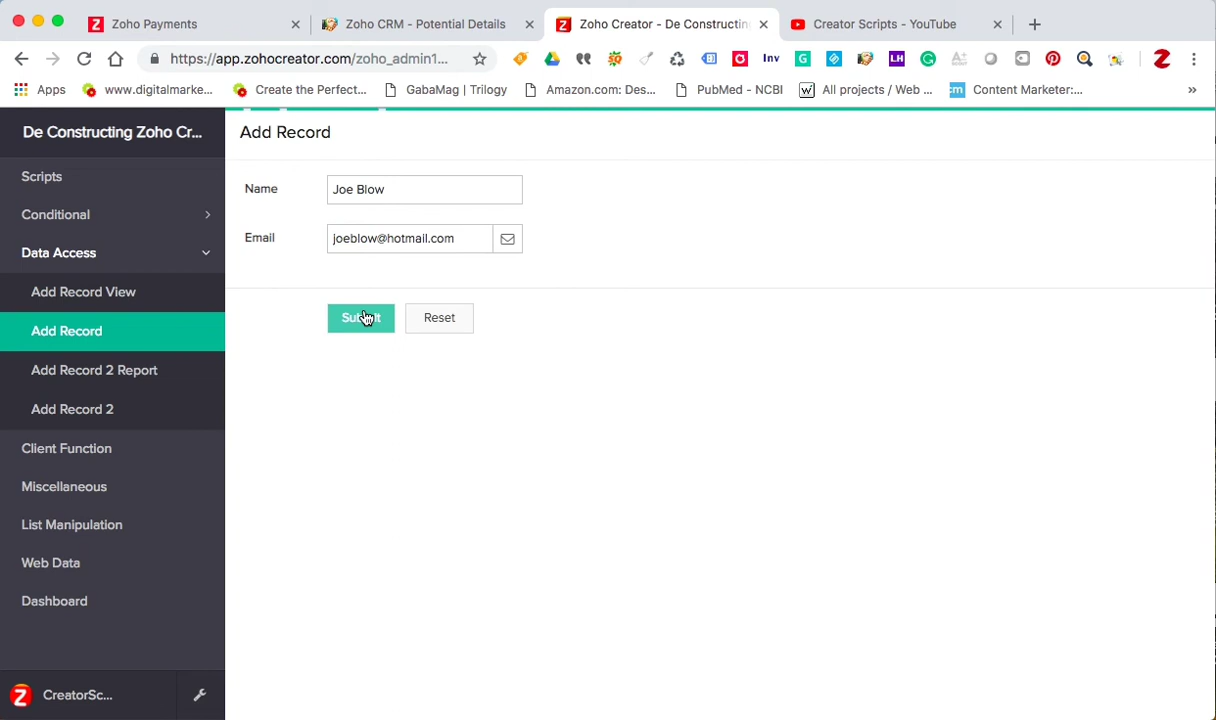 Zoho Payments
Zoho CRM - Potential Details
Zoho Creator - De Constructin
Creator Scripts - YouTube
https://app.zohocreator.com/zoho_admin1...
Inv
LH
Apps
www.digitalmarke...
Create the Perfect...
GabaMag | Trilogy
Amazon.com: Des...
PubMed - NCBI
All projects / Web ...
Content Marketer:...
»
De Constructing Zoho Cr...
Add Record
Scripts
Name
Joe Blow
Conditional
Email
joeblow@hotmail.com
Data Access
Add Record View
Submit
Reset
Add Record
Add Record 2 Report
Add Record 2
Client Function
Miscellaneous
List Manipulation
Web Data
Dashboard
CreatorSc...